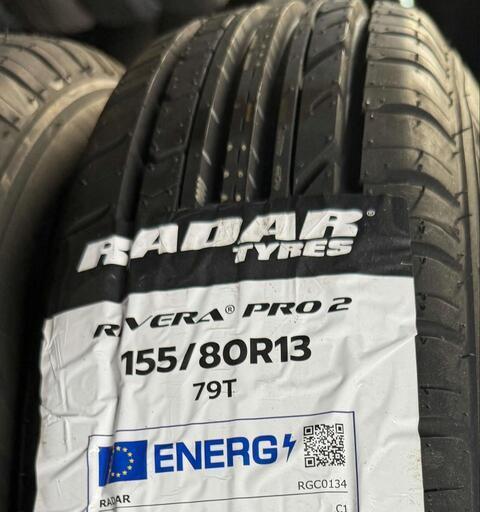 RADAR®
TYRES
RIVERA® PRO 2
155/80R13
79T
ENERG
RADAR
RGC0134
C1